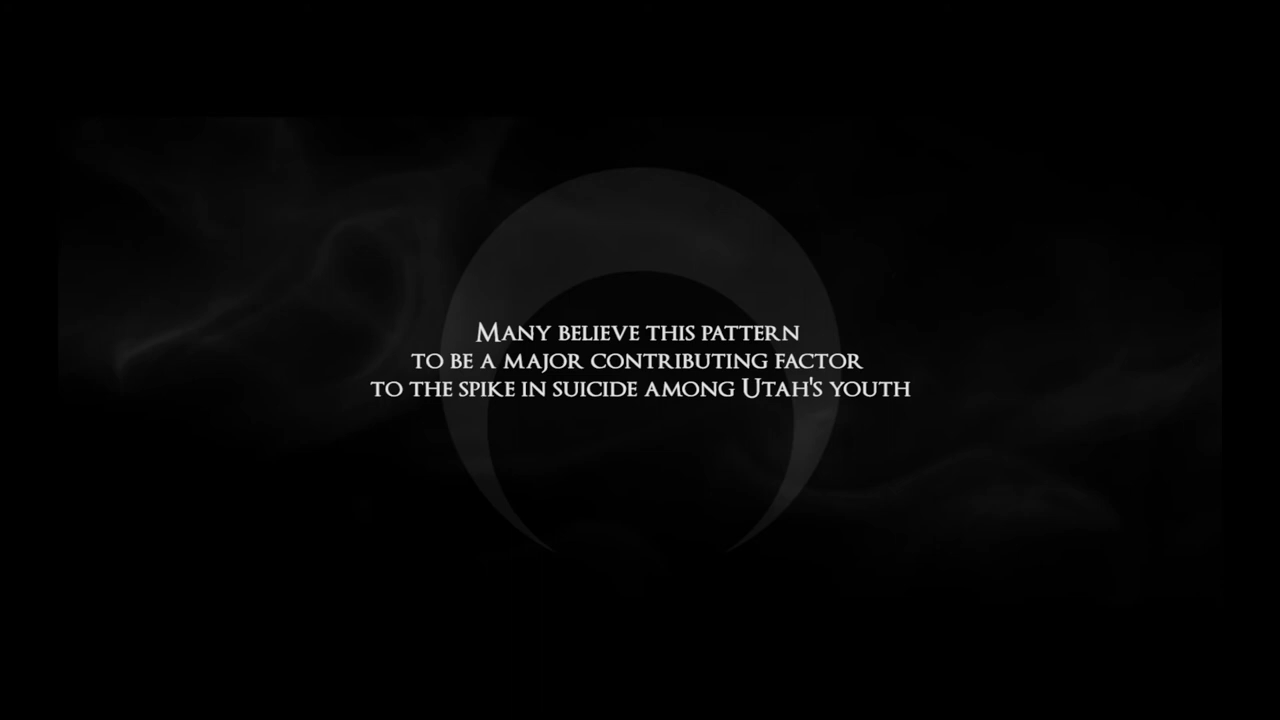 Many believe this pattern
to be a major contributing factor
to the spike in suicide among Utah's youth